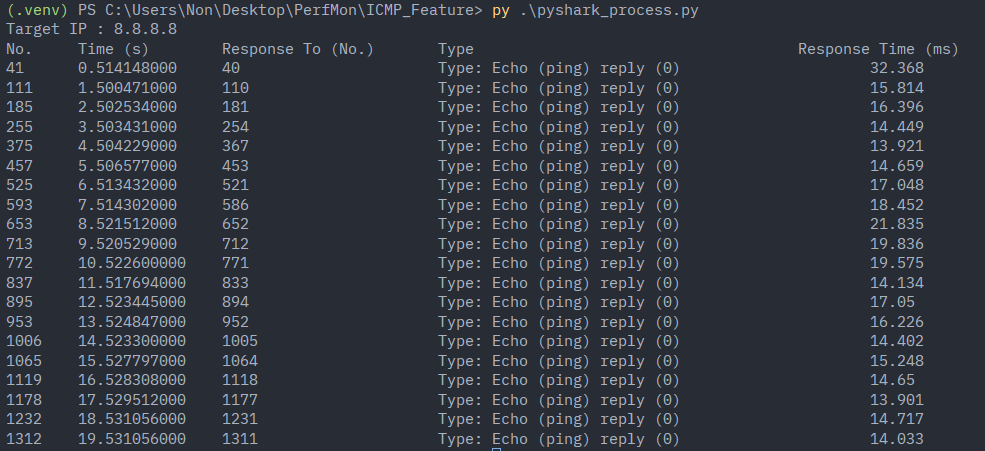 (.venv) PS C:\Users\Non\Desktop\PerfMon\ICMP_Feature> py .\pyshark_process.py
Target IP : 8.8.8.8
No. Time (s) Response To (No.) Type Response Time (ms)
41 0.514148000 40 Type: Echo (ping) reply (0) 32.368
111 1.500471000 110 Type: Echo (ping) reply (0) 15.814
185 2.502534000 181 Type: Echo (ping) reply (0) 16.396
255 3.503431000 254 Type: Echo (ping) reply (0) 14.449
375 4.504229000 367 Type: Echo (ping) reply (0) 13.921
457 5.506577000 453 Type: Echo (ping) reply (0) 14.659
525 6.513432000 521 Type: Echo (ping) reply (0) 17.048
593 7.514302000 586 Type: Echo (ping) reply (0) 18.452
653 8.521512000 652 Type: Echo (ping) reply (0) 21.835
713 9.520529000 712 Type: Echo (ping) reply (0) 19.836
772 10.522600000 771 Type: Echo (ping) reply (0) 19.575
837 11.517694000 833 Type: Echo (ping) reply (0) 14.134
895 12.523445000 894 Type: Echo (ping) reply (0) 17.05
953 13.524847000 952 Type: Echo (ping) reply (0) 16.226
1006 14.523300000 1005 Type: Echo (ping) reply (0) 14.402
1065 15.527797000 1064 Type: Echo (ping) reply (0) 15.248
1119 16.528308000 1118 Type: Echo (ping) reply (0) 14.65
1178 17.529512000 1177 Type: Echo (ping) reply (0) 13.901
1232 18.531056000 1231 Type: Echo (ping) reply (0) 14.717
1312 19.531056000 1311 Type: Echo (ping) reply (0) 14.033